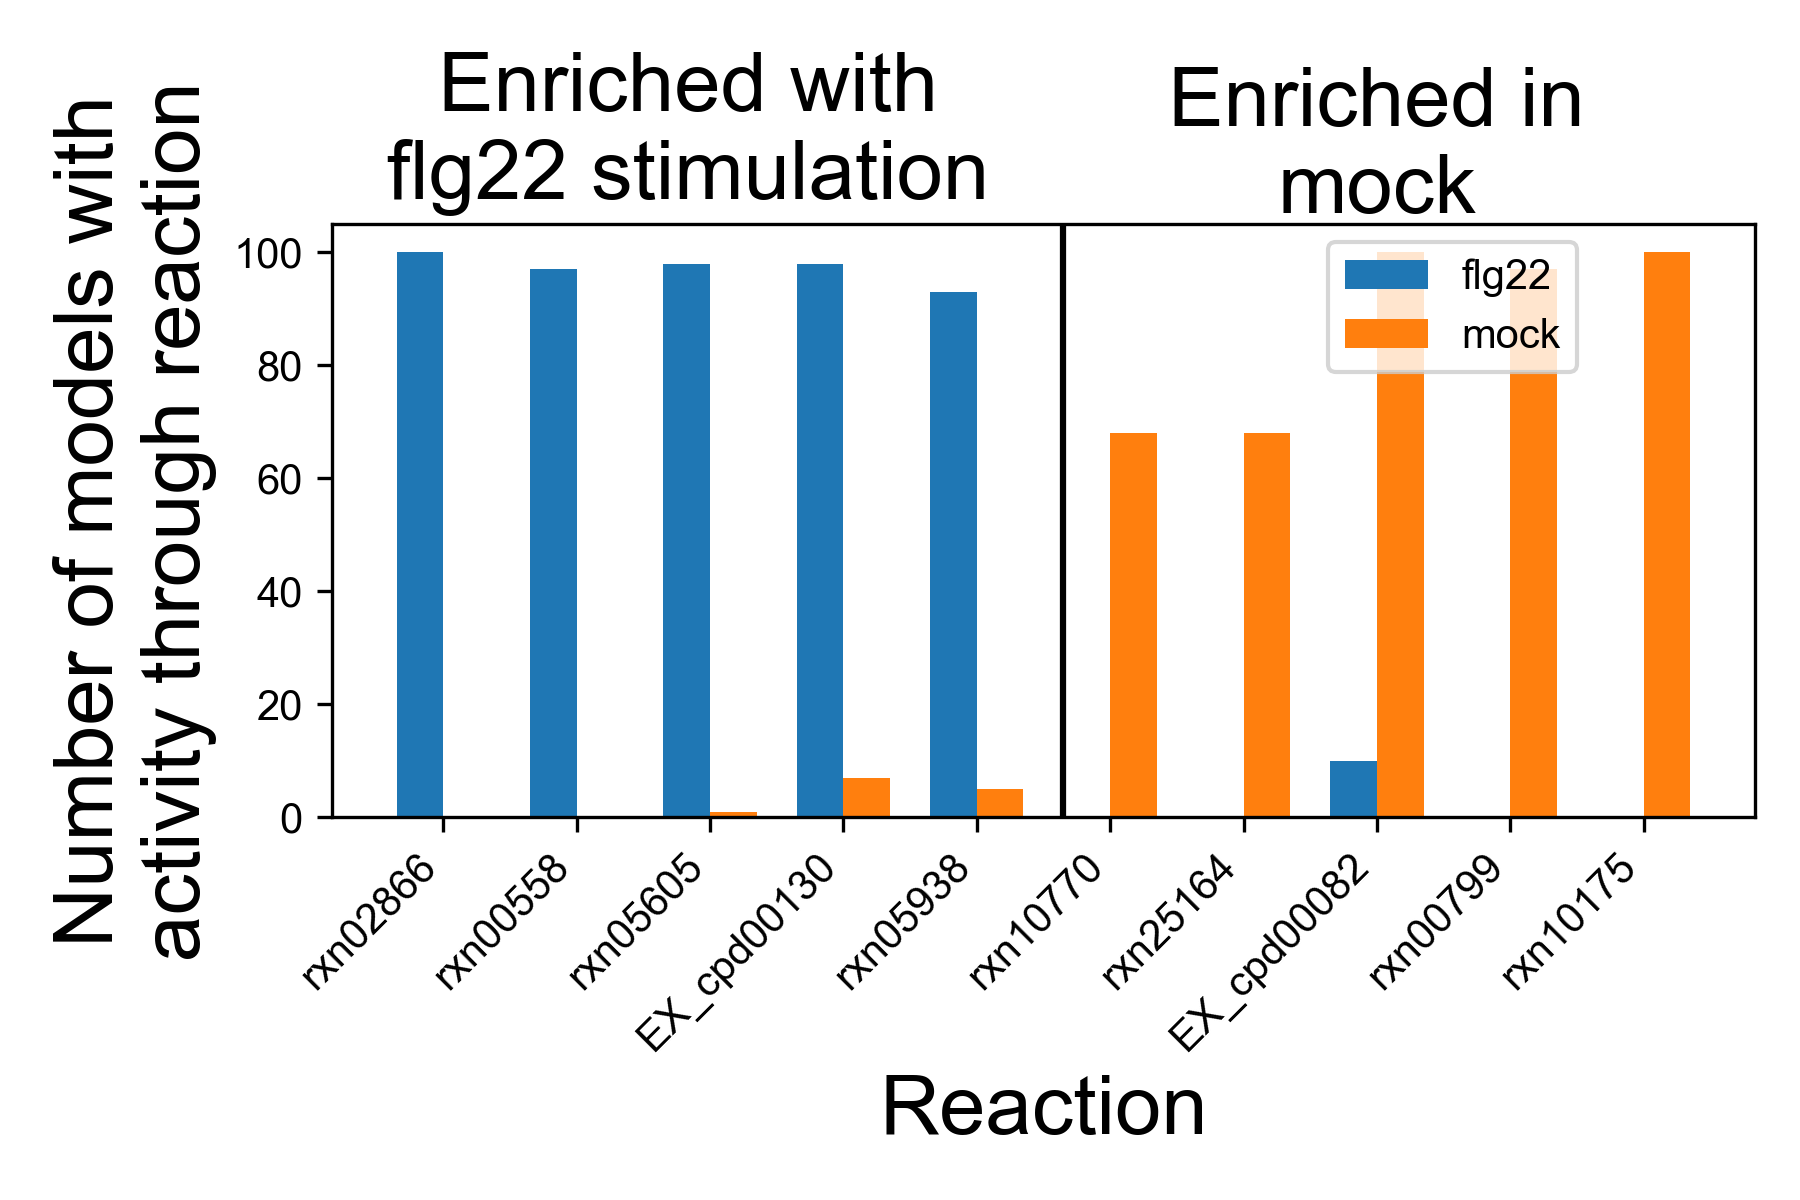 Enriched with
flg22 stimulation
Enriched in
mock
Number of models with
activity through reaction
100
80
60
40
20
0
flg22
mock
rxn02866
rxn00558
rxn05605
EX_cpd00130
rxn05938
rxn10770
rxn25164
EX_cpd00082
rxn00799
rxn10175
Reaction